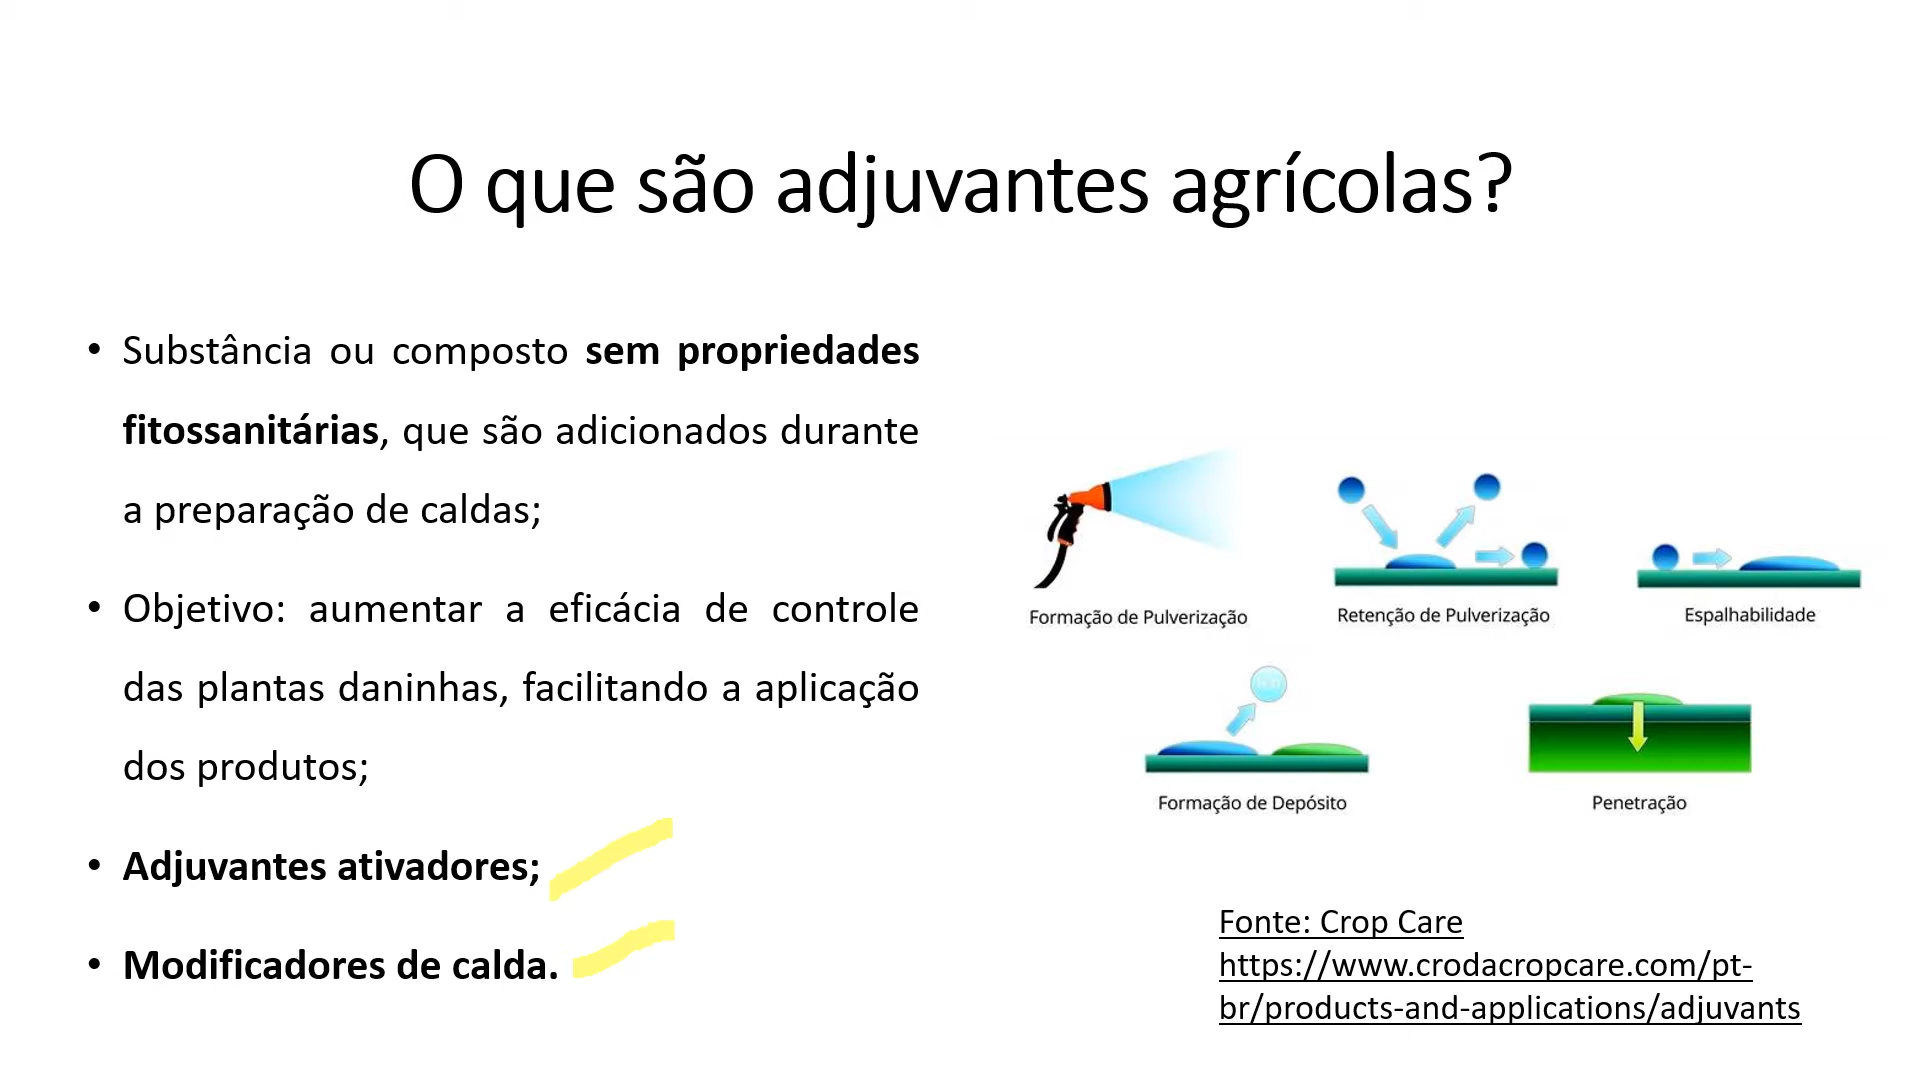 O que são adjuvantes agrícolas?
• Substância ou composto sem propriedades
fitossanitárias, que são adicionados durante
a preparação de caldas;
• Objetivo: aumentar a eficácia de controle
das plantas daninhas, facilitando a aplicação
dos produtos;
• Adjuvantes ativadores;
• Modificadores de calda.
Formação de Pulverização
Retenção de Pulverização
Espalhabilidade
Formação de Depósito
Penetração
Fonte: Crop Care
https://www.crodacropcare.com/pt-
br/products-and-applications/adjuvants